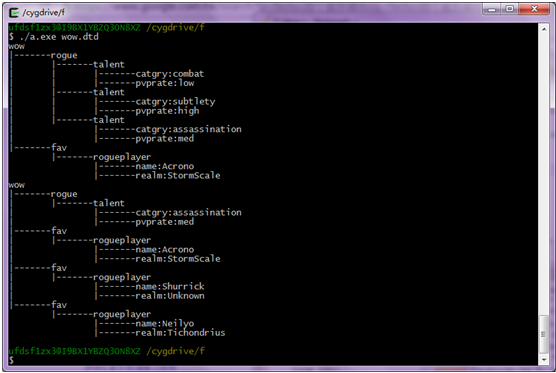 /cygdrive/f
ufdsf1zx30I9BX1YBZQ3ON8XZ /cygdrive/f
$ ./a.exe wow.dtd
wow
|-------rogue
|       |-------talent
|       |       |-------catgry:combat
|       |       |-------pvprate:low
|       |-------talent
|       |       |-------catgry:subtlety
|       |       |-------pvprate:high
|       |-------talent
|               |-------catgry:assassination
|               |-------pvprate:med
|-------fav
        |-------rogueplayer
                |-------name:Acrono
                |-------realm:StormScale
wow
|-------rogue
|       |-------talent
|               |-------catgry:assassination
|               |-------pvprate:med
|-------fav
|       |-------rogueplayer
|               |-------name:Acrono
|               |-------realm:StormScale
|-------fav
|       |-------rogueplayer
|               |-------name:Shurrick
|               |-------realm:Unknown
|-------fav
        |-------rogueplayer
                |-------name:Neilyo
                |-------realm:Tichondrius
ufdsf1zx30I9BX1YBZQ3ON8XZ /cygdrive/f
$